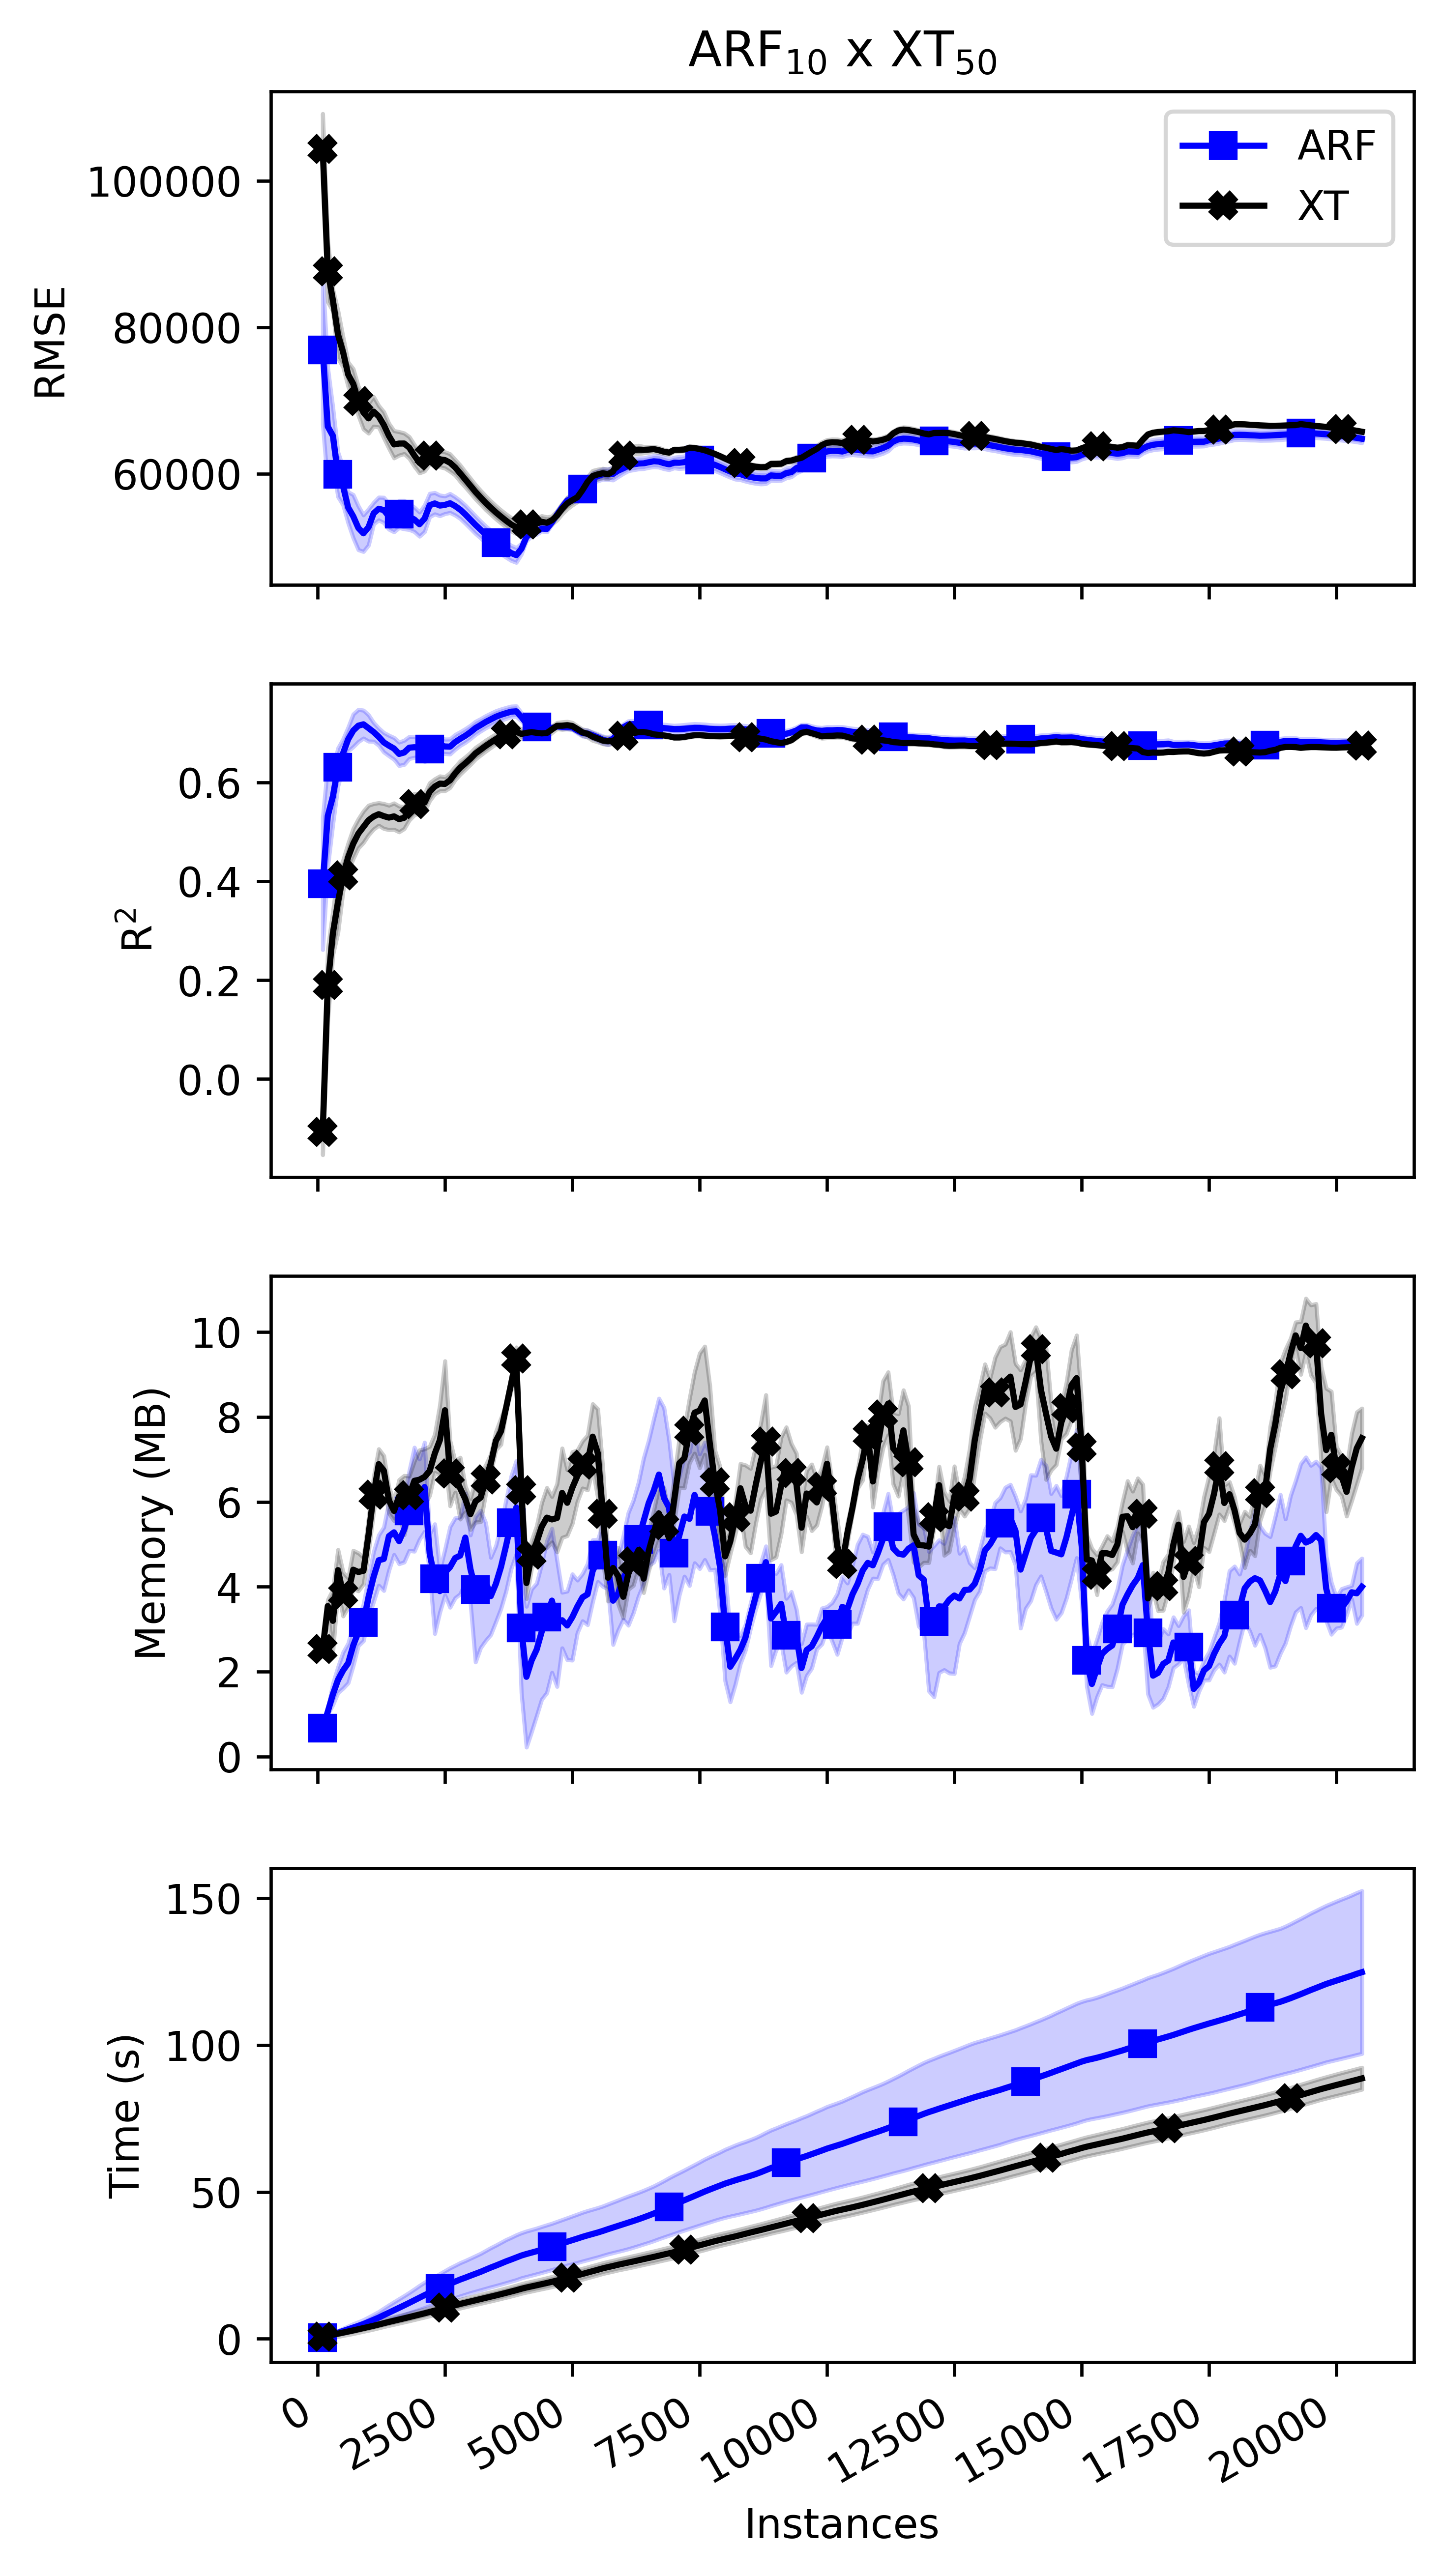 ARF₁₀ x XT₅₀
ARF
XT
100000
80000
60000
RMSE
0.6
0.4
0.2
0.0
R²
10
8
6
4
2
0
Memory (MB)
150
100
50
0
Time (s)
0 2500 5000 7500 10000 12500 15000 17500 20000
Instances